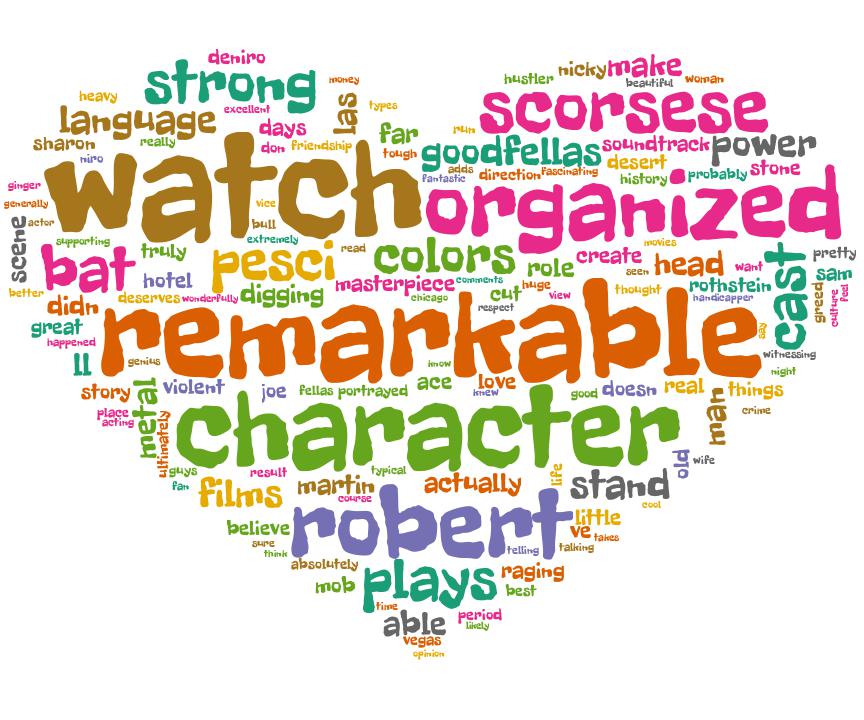 deniro
strong
money
heavy
excellent
types
language
las
days
sharon
really
don
friendship
far
tough
niro
watch
hustler
nicky
make
beautiful
woman
scorsese
run
goodfellas
soundtrack
power
adds
direction
fascinating
desert
fantastic
history
probably
stone
organized
ginger
generally
actor
vice
bull
scene
supporting
extremely
truly
read
bat
pesci
colors
hotel
better
deserves
wonderfully
digging
masterpiece
comments
chicago
role
create
movies
seen
head
want
rothstein
handicapper
cast
pretty
sam
greed
culture
feel
cut
huge
view
respect
thought
didn
great
happened
ll
remarkable
say
witnessing
night
genius
know
story
metal
violent
joe
fellas
portrayed
ace
love
knew
good
doesn
real
man
things
crime
place
acting
ultimately
character
guys
fan
result
typical
films
martin
course
actually
life
stand
old
wife
cool
believe
sure
think
robert
little
ve
takes
telling
talking
absolutely
mob
plays
raging
best
time
able
period
likely
vegas
opinion